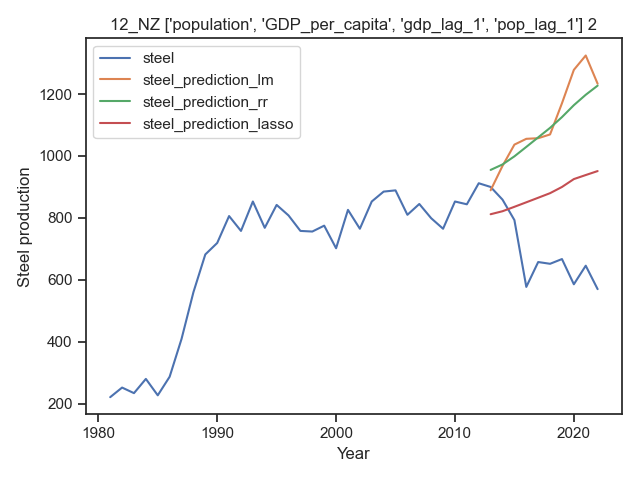 12_NZ ['population', 'GDP_per_capita', 'gdp_lag_1', 'pop_lag_1'] 2
steel
steel_prediction_lm
steel_prediction_rr
steel_prediction_lasso
1200
1000
800
600
400
200
Steel production
1980
1990
2000
2010
2020
Year